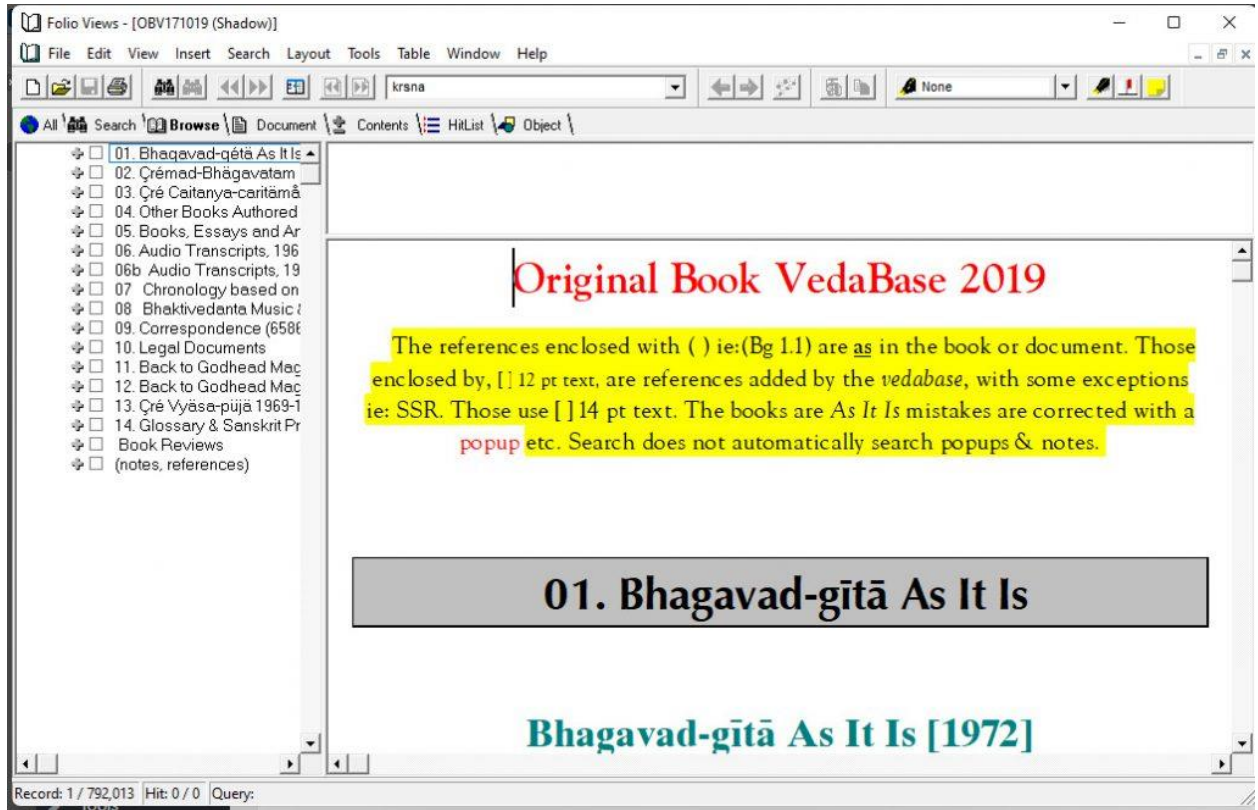 Folio Views - [OBV171019 (Shadow)]
File Edit View Insert Search Layout Tools Table Window Help
krsna
None
All Search Browse Document Contents HitList Object
01. Bhagavad-gétä As It Is
02. Çrémad-Bhägavatam
03. Çré Caitanya-caritämå
04. Other Books Authored
05. Books, Essays and Ar
06. Audio Transcripts, 196
06b Audio Transcripts, 19
07 Chronology based on
08 Bhaktivedanta Music
09. Correspondence (6586
10. Legal Documents
11. Back to Godhead Mag
12. Back to Godhead Mag
13. Çré Vyäsa-püjä 1969-1
14. Glossary & Sanskrit Pr
Book Reviews
(notes, references)
Original Book VedaBase 2019
The references enclosed with ( ) ie:(Bg 1.1) are as in the book or document. Those
enclosed by, [ ] 12 pt text, are references added by the vedabase, with some exceptions
ie: SSR. Those use [ ] 14 pt text. The books are As It Is mistakes are corrected with a
popup etc. Search does not automatically search popups & notes.
01. Bhagavad-gītā As It Is
Bhagavad-gītā As It Is [1972]
Record: 1 / 792,013 Hit: 0 / 0 Query: